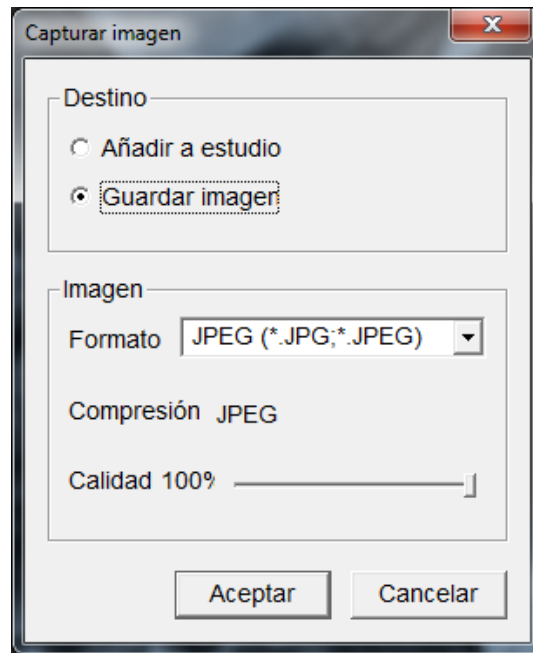 Capturar imagen
Destino
Añadir a estudio
Guardar imagen
Imagen
Formato JPEG (*.JPG;*.JPEG)
Compresión JPEG
Calidad 100%
Aceptar Cancelar